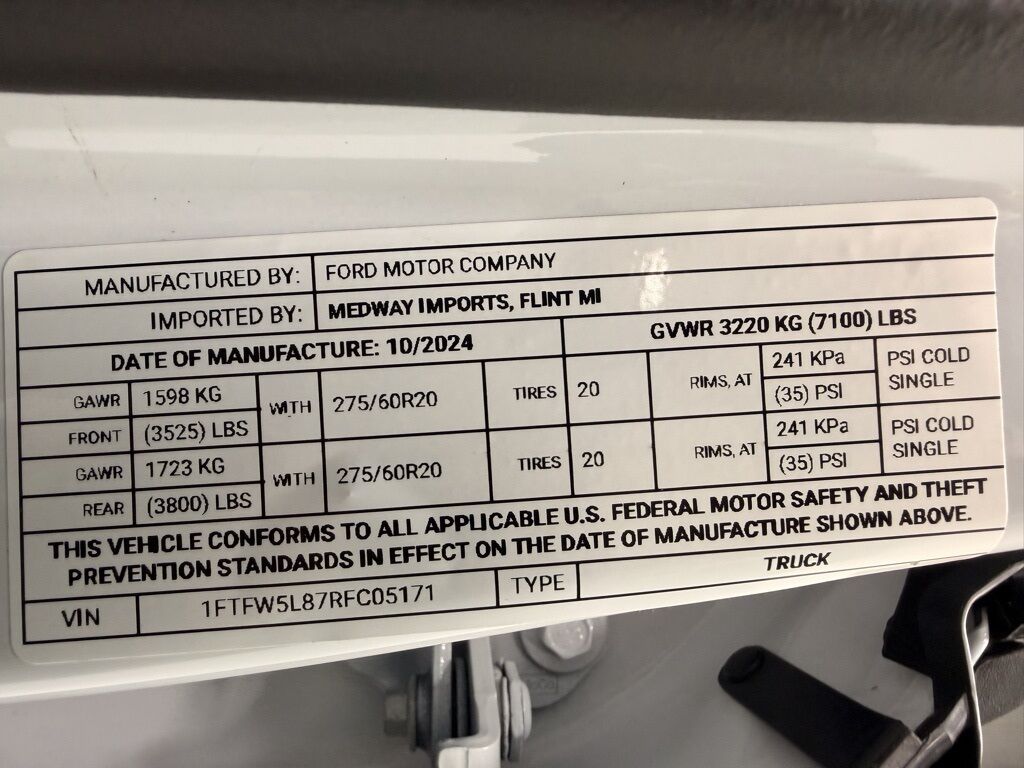 MANUFACTURED BY: FORD MOTOR COMPANY
IMPORTED BY: MEDWAY IMPORTS, FLINT MI
DATE OF MANUFACTURE: 10/2024 GVWR 3220 KG (7100) LBS
GAWR 1598 KG WITH 275/60R20 TIRES 20 RIMS, AT 241 KPa PSI COLD
FRONT (3525) LBS (35) PSI SINGLE
GAWR 1723 KG WITH 275/60R20 TIRES 20 RIMS, AT 241 KPa PSI COLD
REAR (3800) LBS (35) PSI SINGLE
THIS VEHICLE CONFORMS TO ALL APPLICABLE U.S. FEDERAL MOTOR SAFETY AND THEFT
PREVENTION STANDARDS IN EFFECT ON THE DATE OF MANUFACTURE SHOWN ABOVE.
VIN 1FTFW5L87RFC05171 TYPE TRUCK